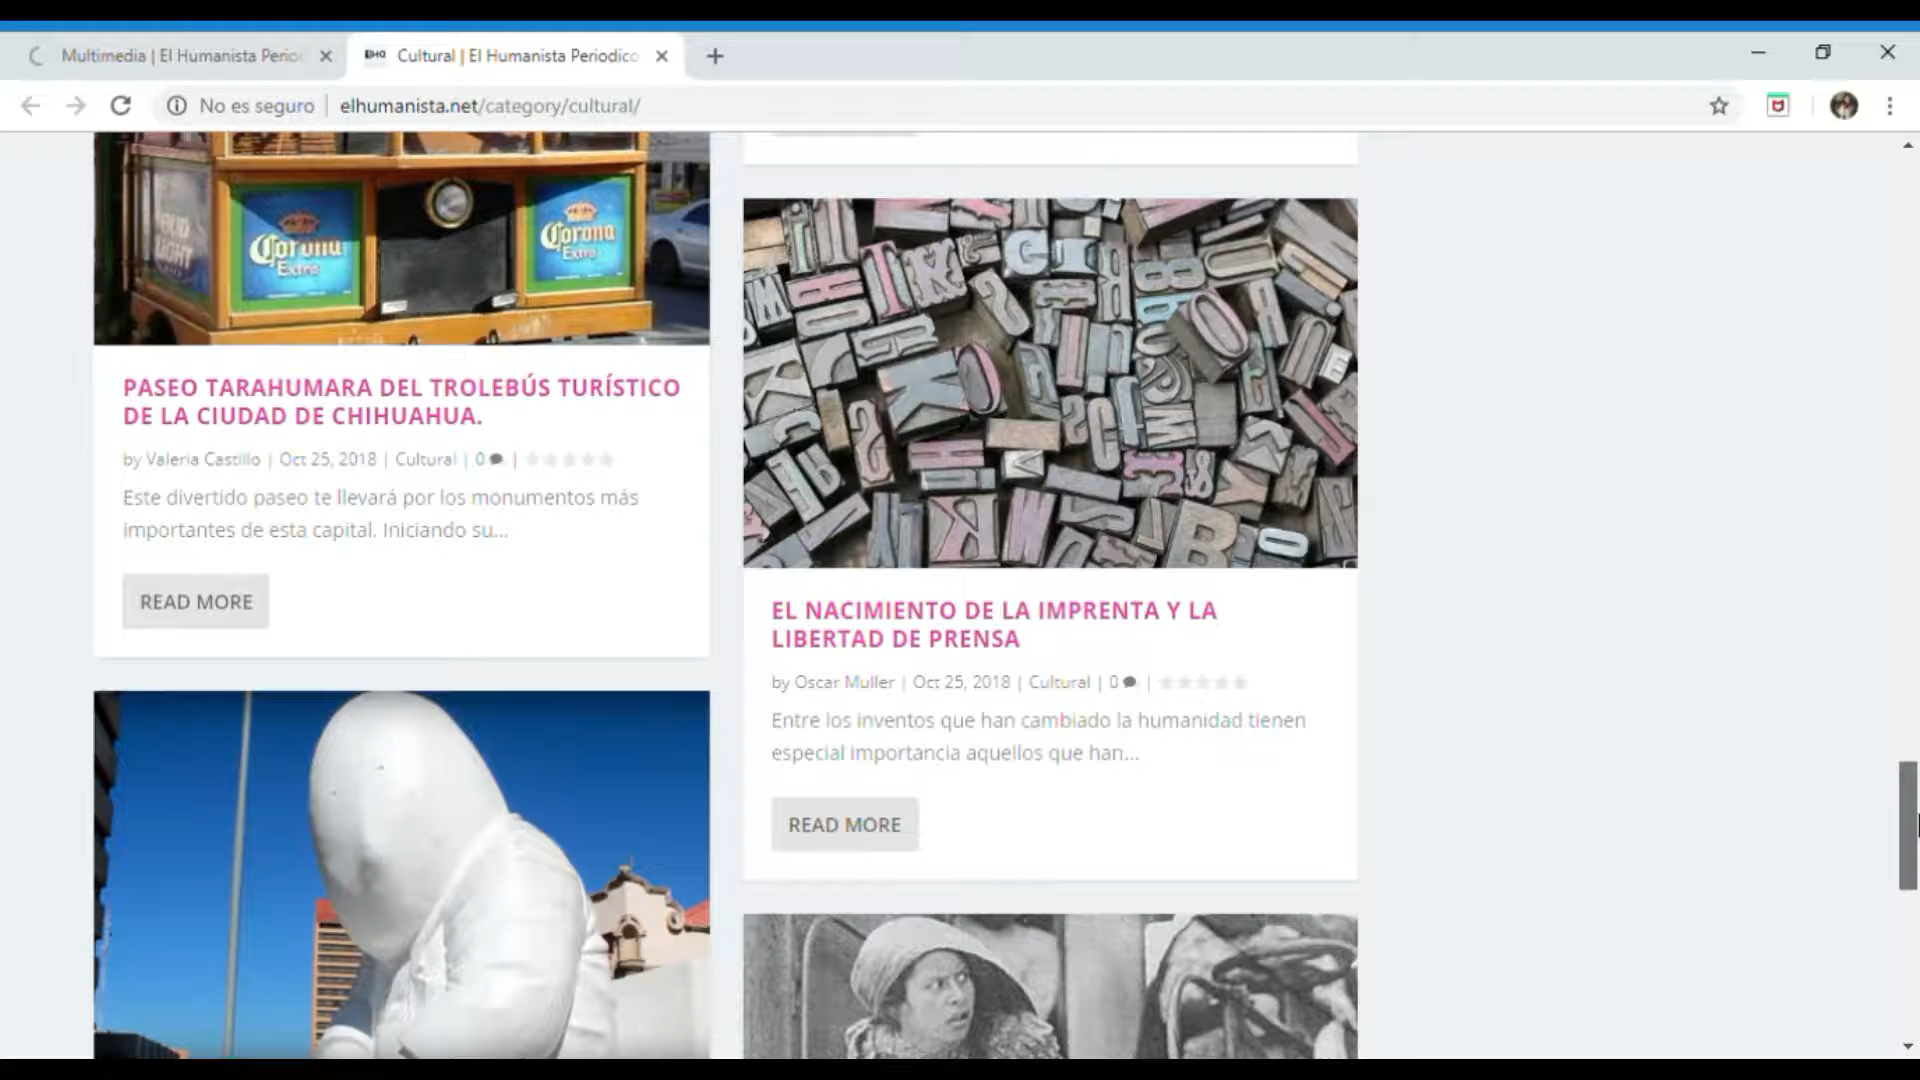 Multimedia | El Humanista Perio
EHO Cultural | El Humanista Periodico
No es seguro | elhumanista.net/category/cultural/
BUD
LIGHT
Corona
Extra
Corona
Extra
PASEO TARAHUMARA DEL TROLEBÚS TURÍSTICO
DE LA CIUDAD DE CHIHUAHUA.
by Valeria Castillo | Oct 25, 2018 | Cultural | 0 |
Este divertido paseo te llevará por los monumentos más
importantes de esta capital. Iniciando su...
READ MORE
EL NACIMIENTO DE LA IMPRENTA Y LA
LIBERTAD DE PRENSA
by Oscar Muller | Oct 25, 2018 | Cultural | 0 |
Entre los inventos que han cambiado la humanidad tienen
especial importancia aquellos que han...
READ MORE